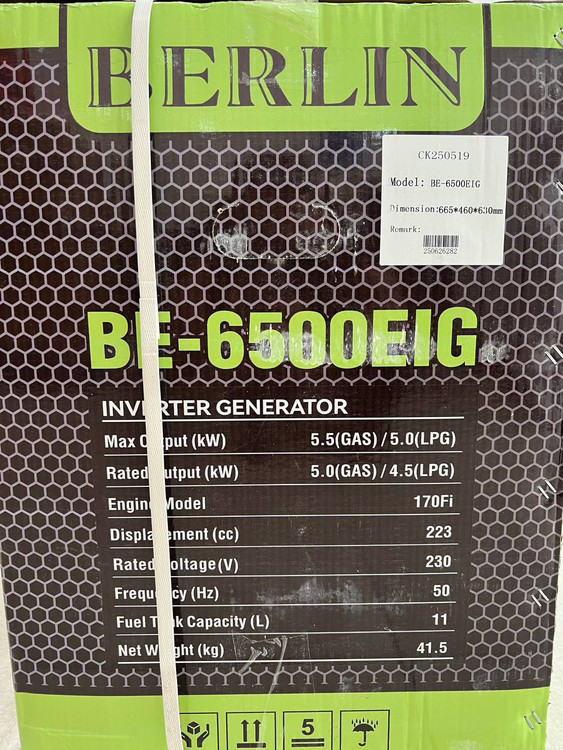 BERLIN
CK250519
Model: BE-6500EIG
Dimension:665*460*630mm
Remark:
250626282
BE-6500EIG
INVERTER GENERATOR
Max Output (kW) 5.5(GAS) / 5.0(LPG)
Rated Output (kW) 5.0(GAS) / 4.5(LPG)
Engine Model 170Fi
Displacement (cc) 223
Rated Voltage(V) 230
Frequency (Hz) 50
Fuel Tank Capacity (L) 11
Net Weight (kg) 41.5
5